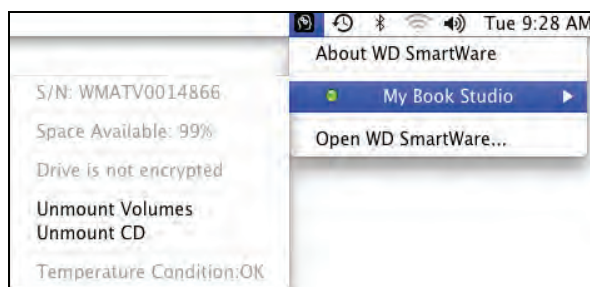 Tue 9:28 AM
About WD SmartWare
My Book Studio
Open WD SmartWare...
S/N: WMATV0014866
Space Available: 99%
Drive is not encrypted
Unmount Volumes
Unmount CD
Temperature Condition:OK